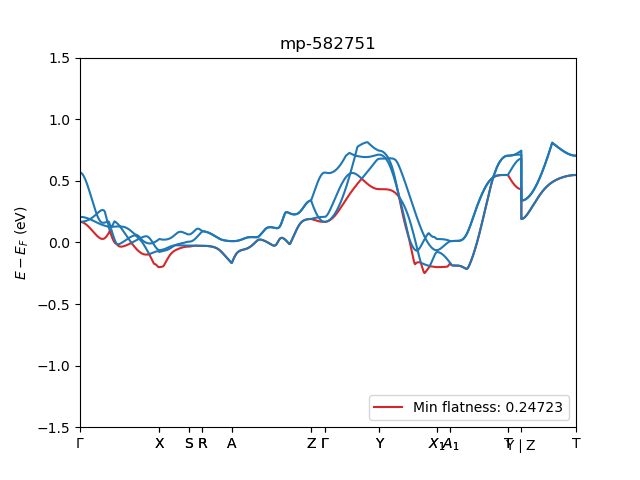 mp-582751
1.5
1.0
0.5
0.0
−0.5
−1.0
−1.5
E − E_F (eV)
Min flatness: 0.24723
Γ X S R A Z Γ Y X₁ A₁ T Y | Z T